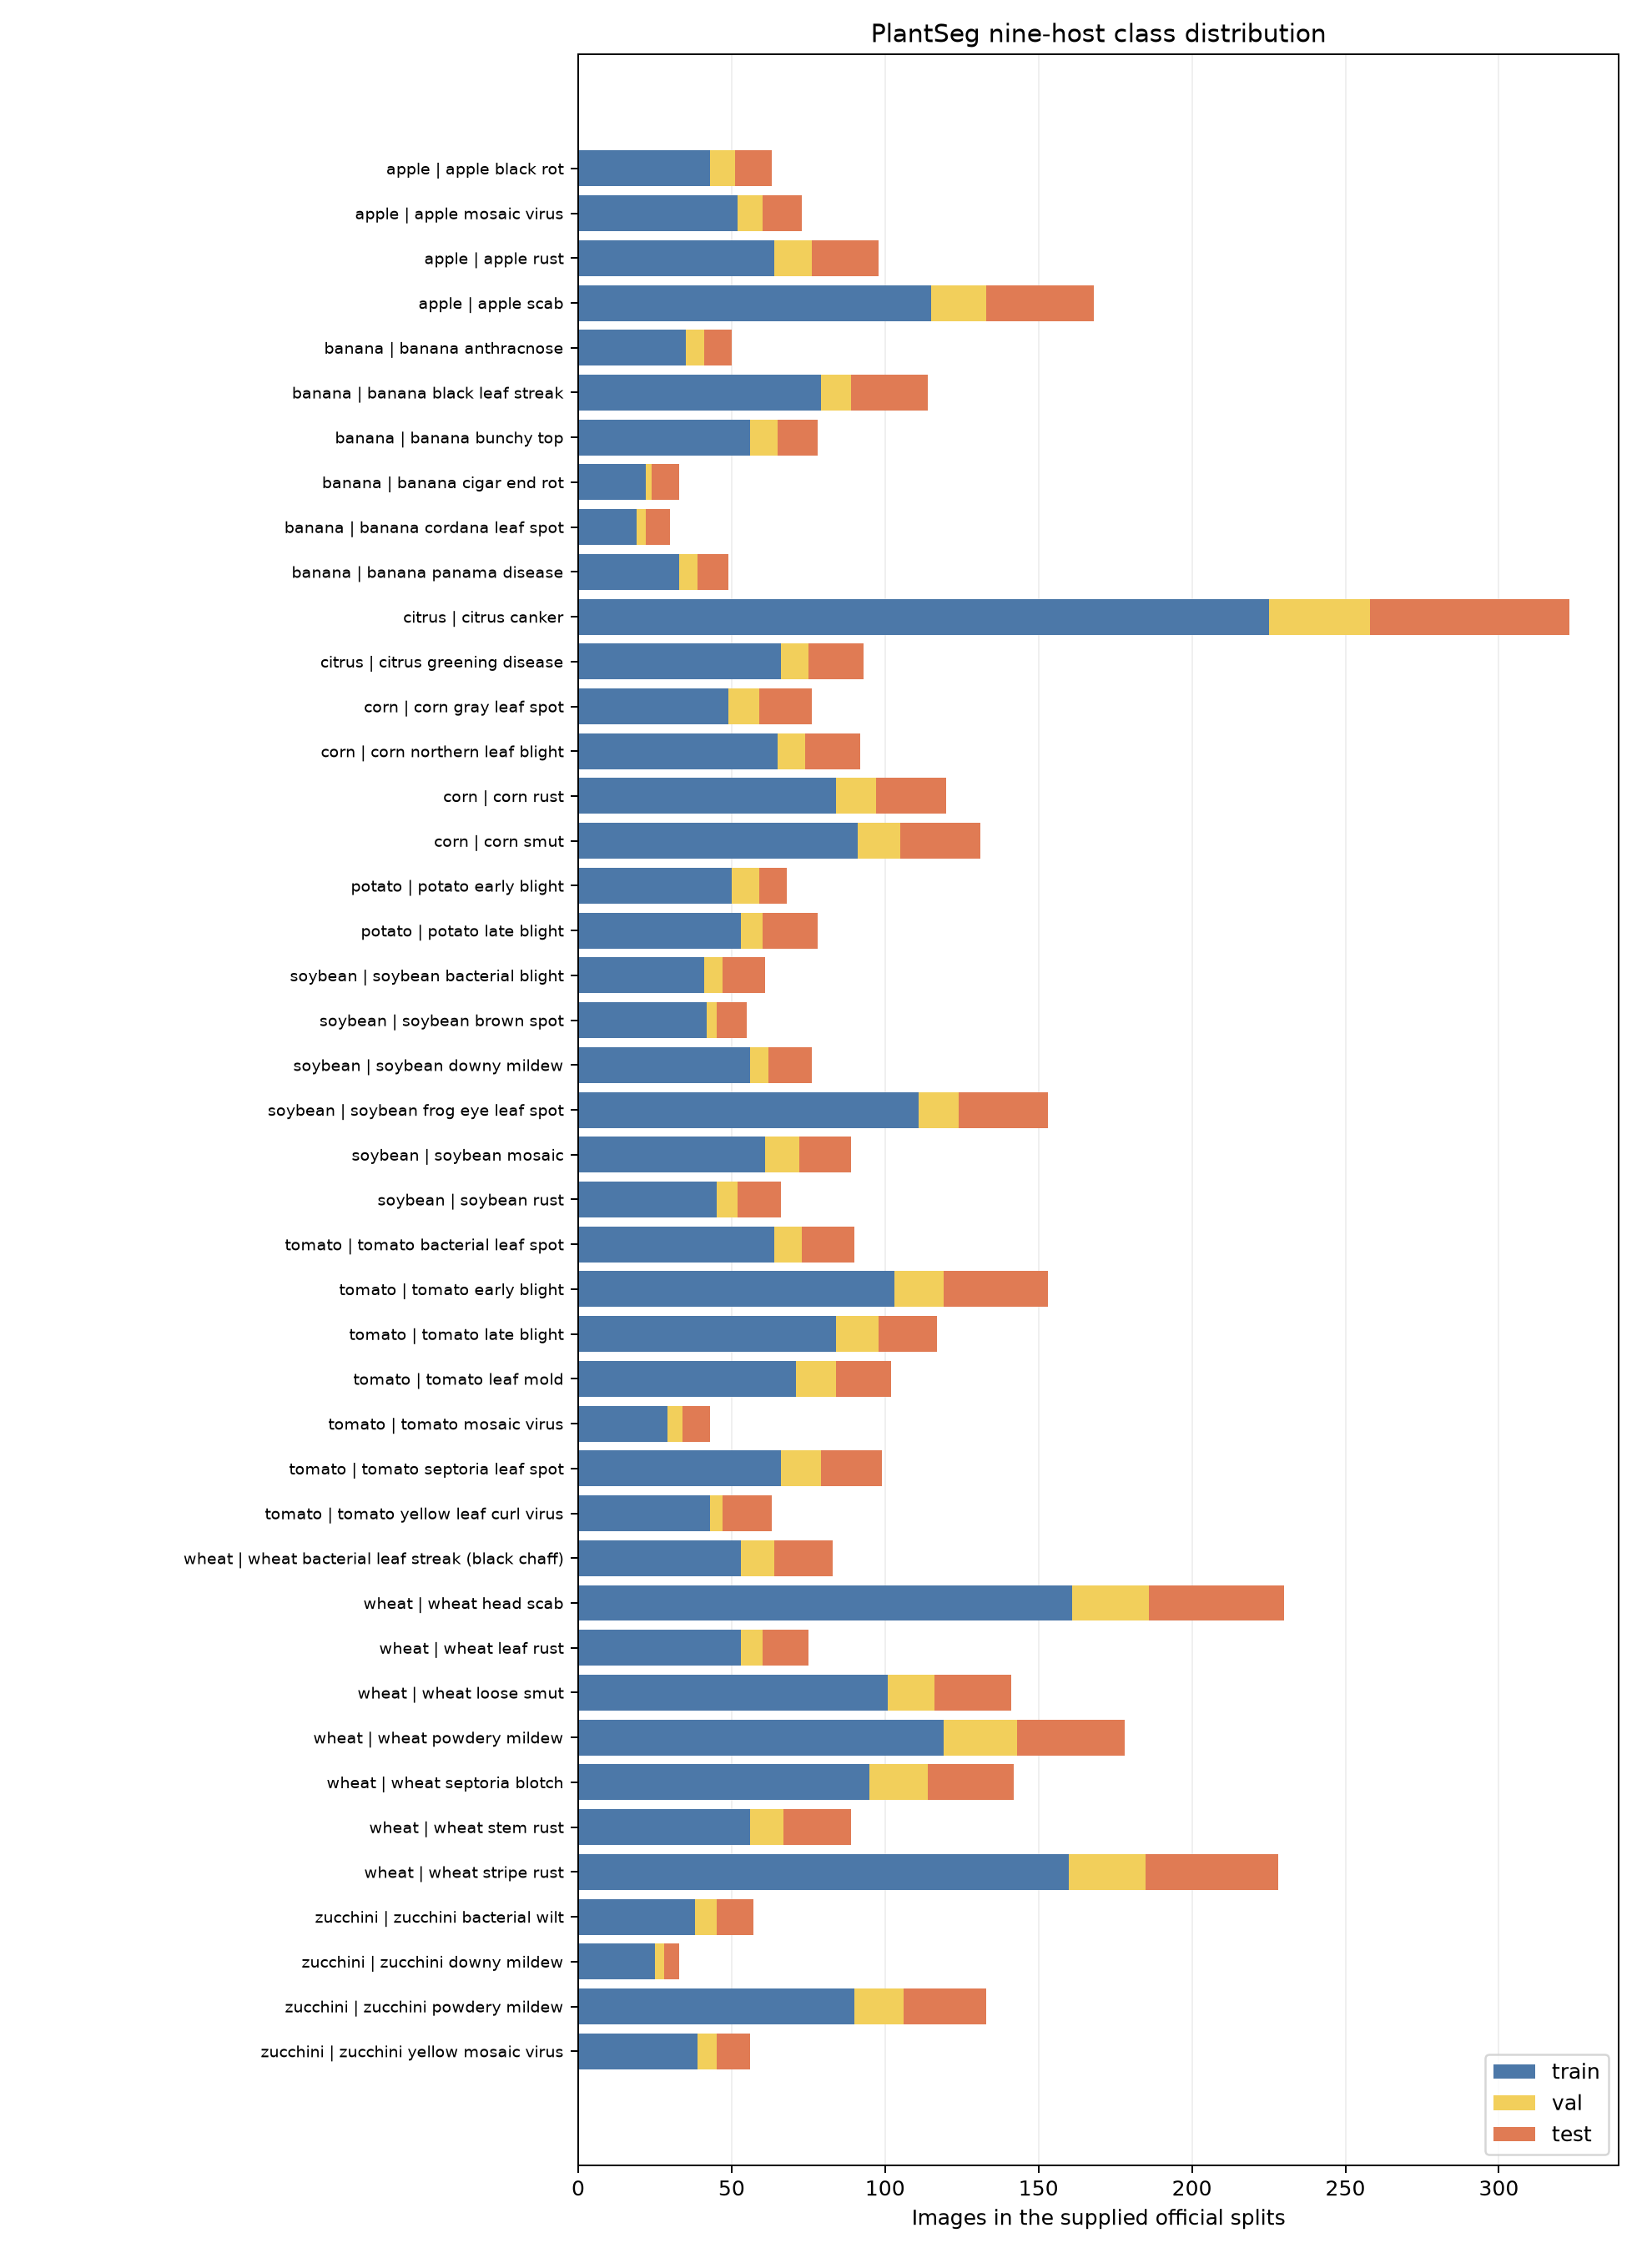 PlantSeg nine-host class distribution
apple | apple black rot
apple | apple mosaic virus
apple | apple rust
apple | apple scab
banana | banana anthracnose
banana | banana black leaf streak
banana | banana bunchy top
banana | banana cigar end rot
banana | banana cordana leaf spot
banana | banana panama disease
citrus | citrus canker
citrus | citrus greening disease
corn | corn gray leaf spot
corn | corn northern leaf blight
corn | corn rust
corn | corn smut
potato | potato early blight
potato | potato late blight
soybean | soybean bacterial blight
soybean | soybean brown spot
soybean | soybean downy mildew
soybean | soybean frog eye leaf spot
soybean | soybean mosaic
soybean | soybean rust
tomato | tomato bacterial leaf spot
tomato | tomato early blight
tomato | tomato late blight
tomato | tomato leaf mold
tomato | tomato mosaic virus
tomato | tomato septoria leaf spot
tomato | tomato yellow leaf curl virus
wheat | wheat bacterial leaf streak (black chaff)
wheat | wheat head scab
wheat | wheat leaf rust
wheat | wheat loose smut
wheat | wheat powdery mildew
wheat | wheat septoria blotch
wheat | wheat stem rust
wheat | wheat stripe rust
zucchini | zucchini bacterial wilt
zucchini | zucchini downy mildew
zucchini | zucchini powdery mildew
zucchini | zucchini yellow mosaic virus
train
val
test
0 50 100 150 200 250 300
Images in the supplied official splits